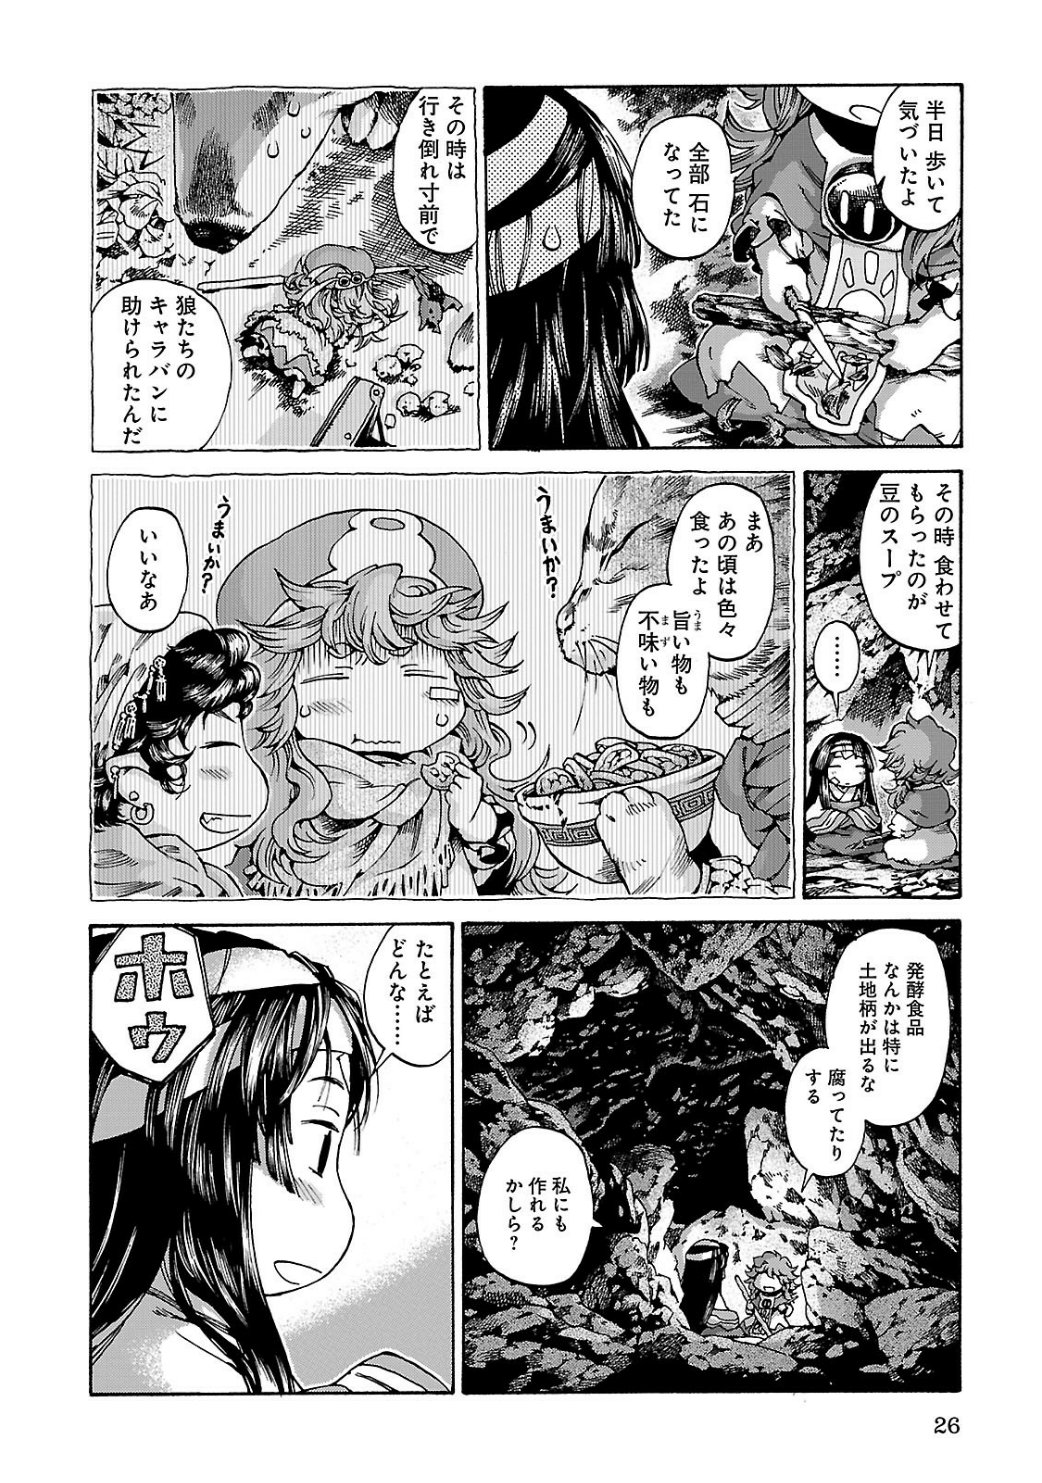 半日 歩いて
気づいたよ
全部 石に
なってた
その時は
行き倒れ寸前で
狼たちの
キャラバンに
助けられたんだ
その時 食わせて
もらったのが
豆のスープ
……
まあ
あの頃は色々
食ったよ
旨い物も
うま
不味い物も
まず
うまいか?
うまいか?
いいなあ
発酵食品
なんかは特に
土地柄が出るな
腐ってたり
する
私にも
作れる
かしら?
たとえば
どんな……
ホゥ
26